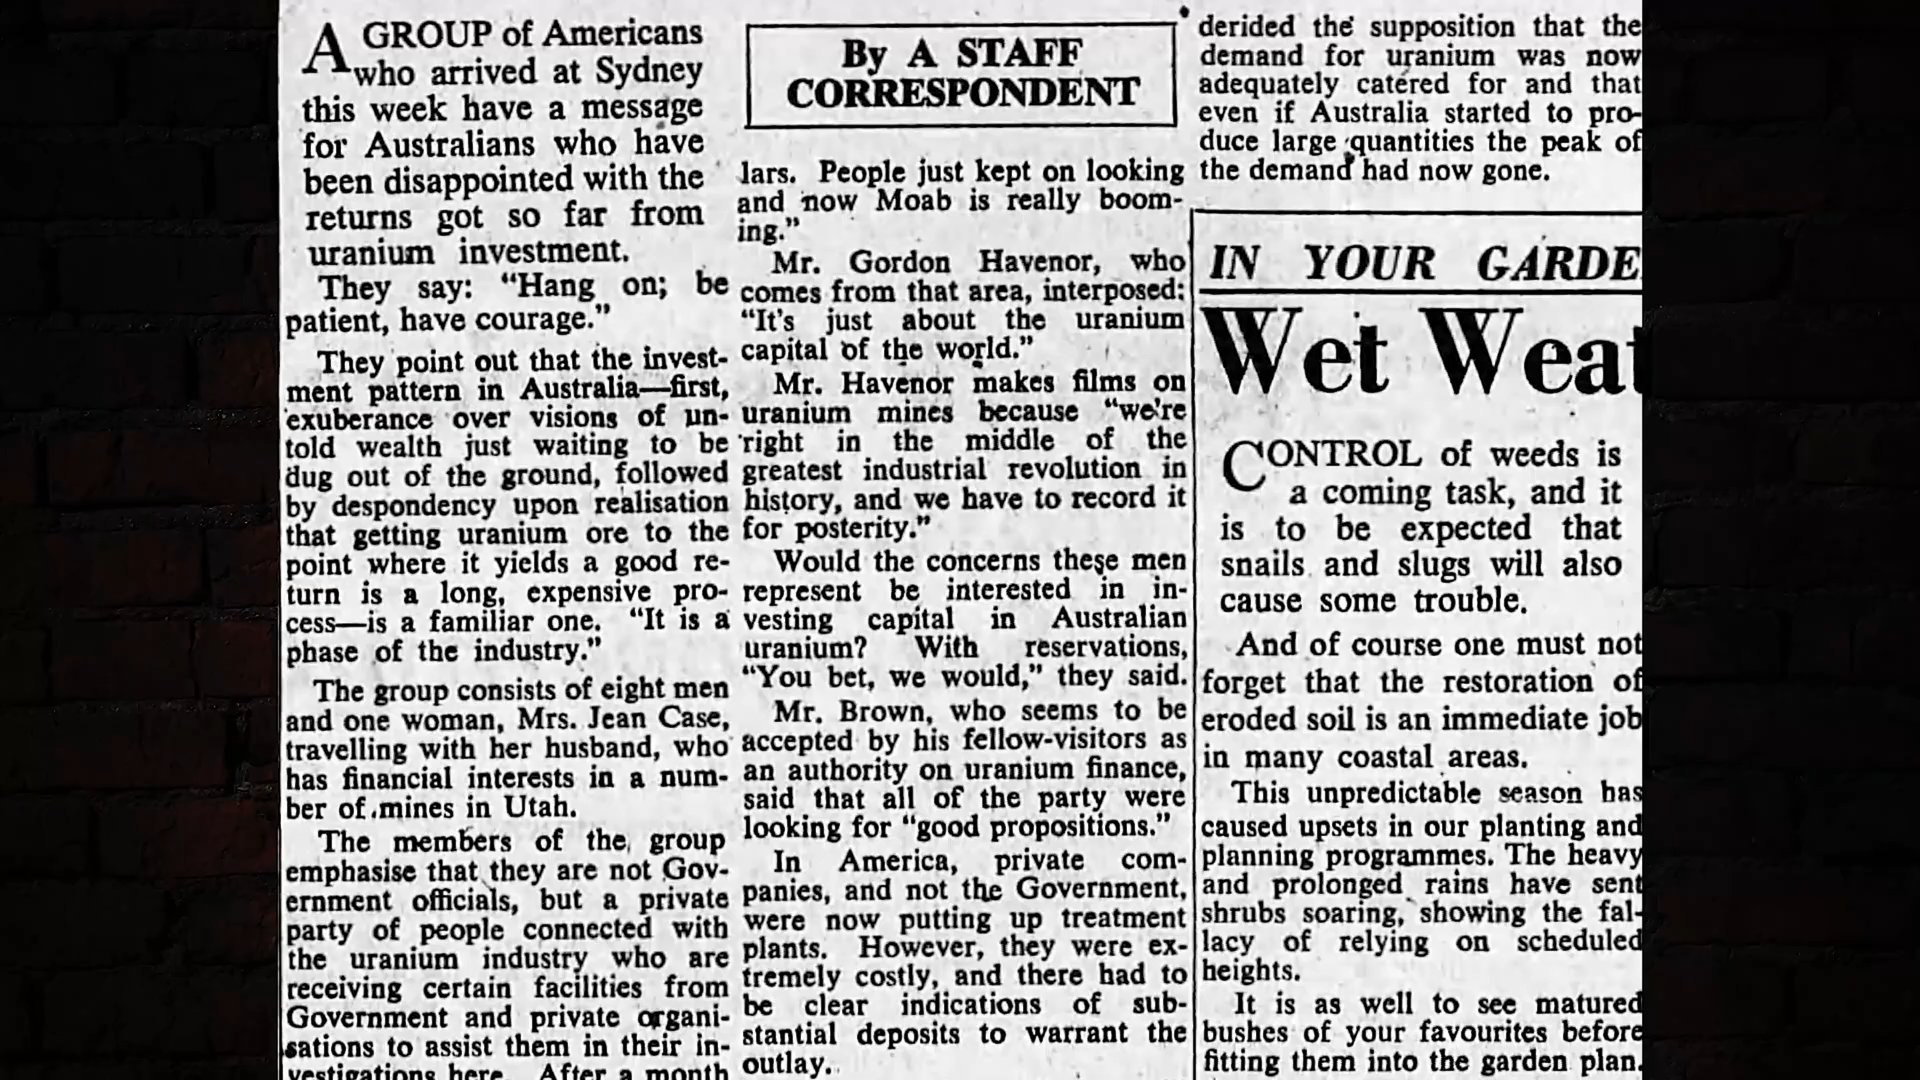 A GROUP of Americans
who arrived at Sydney
this week have a message
for Australians who have
been disappointed with the
returns got so far from
uranium investment.
They say: "Hang on; be
patient, have courage."
They point out that the invest-
ment pattern in Australia—first,
exuberance over visions of un-
told wealth just waiting to be
dug out of the ground, followed
by despondency upon realisation
that getting uranium ore to the
point where it yields a good re-
turn is a long, expensive pro-
cess—is a familiar one. "It is a
phase of the industry."
The group consists of eight men
and one woman, Mrs. Jean Case,
travelling with her husband, who
has financial interests in a num-
ber of mines in Utah.
The members of the group
emphasise that they are not Gov-
ernment officials, but a private
party of people connected with
the uranium industry who are
receiving certain facilities from
Government and private organi-
sations to assist them in their in-
vestigations here. After a month
By A STAFF
CORRESPONDENT
lars. People just kept on looking
and now Moab is really boom-
ing."
Mr. Gordon Havenor, who
comes from that area, interposed:
"It's just about the uranium
capital of the world."
Mr. Havenor makes films on
uranium mines because "we're
right in the middle of the
greatest industrial revolution in
history, and we have to record it
for posterity."
Would the concerns these men
represent be interested in in-
vesting capital in Australian
uranium? With reservations,
"You bet, we would," they said.
Mr. Brown, who seems to be
accepted by his fellow-visitors as
an authority on uranium finance,
said that all of the party were
looking for "good propositions."
In America, private com-
panies, and not the Government,
were now putting up treatment
plants. However, they were ex-
tremely costly, and there had to
be clear indications of sub-
stantial deposits to warrant the
outlay.
derided the supposition that the
demand for uranium was now
adequately catered for and that
even if Australia started to pro-
duce large quantities the peak of
the demand had now gone.
IN YOUR GARDE
Wet Weat
CONTROL of weeds is
a coming task, and it
is to be expected that
snails and slugs will also
cause some trouble.
And of course one must not
forget that the restoration of
eroded soil is an immediate job
in many coastal areas.
This unpredictable season has
caused upsets in our planting and
planning programmes. The heavy
and prolonged rains have sent
shrubs soaring, showing the fal-
lacy of relying on scheduled
heights.
It is as well to see matured
bushes of your favourites before
fitting them into the garden plan.